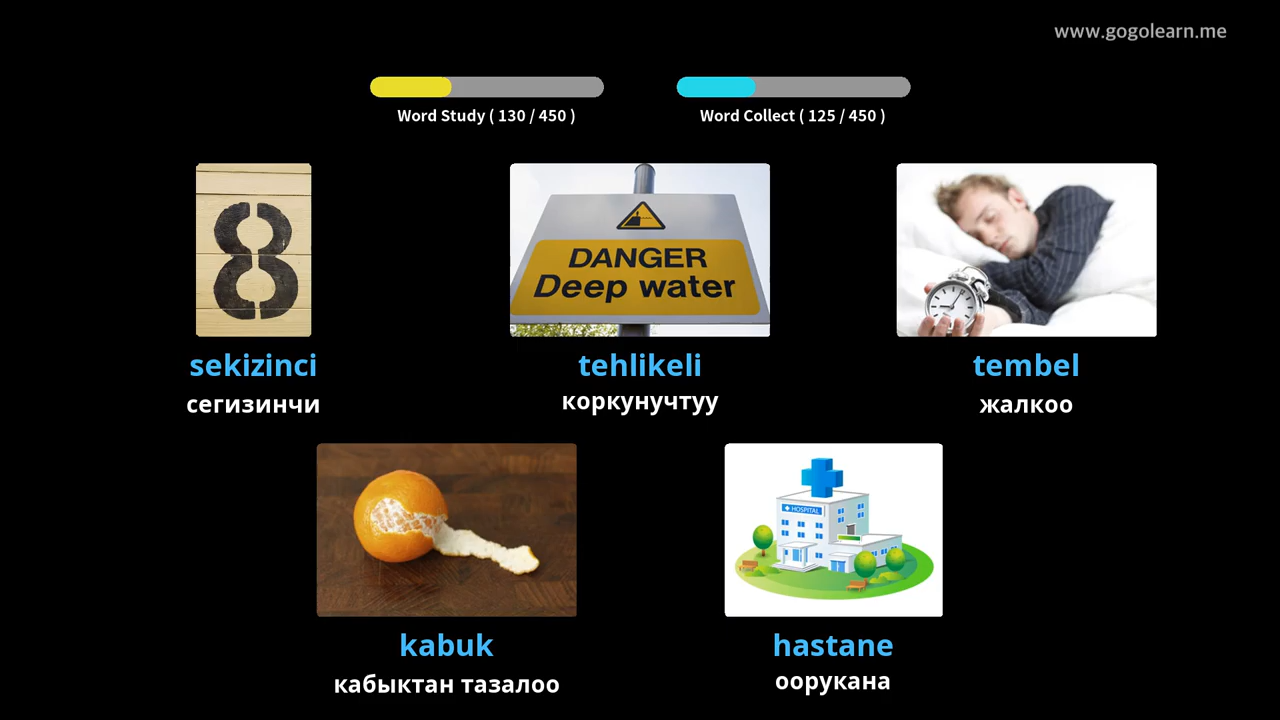 www.gogolearn.me
Word Study ( 130 / 450 )
Word Collect ( 125 / 450 )
8
DANGER
Deep water
sekizinci
tehlikeli
tembel
сегизинчи
коркунучтуу
жалкоо
HOSPITAL
kabuk
hastane
кабыктан тазалоо
оорукана